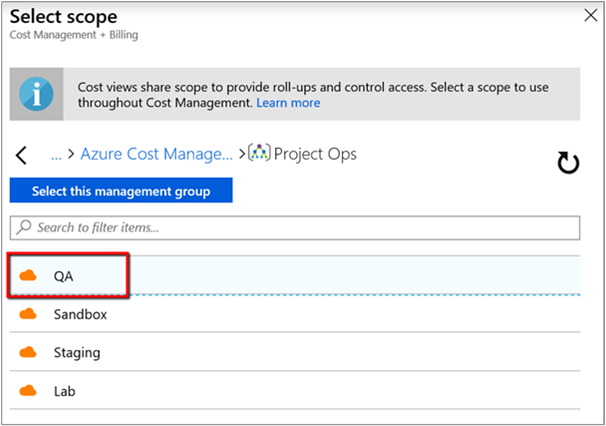 Select scope
Cost Management + Billing
Cost views share scope to provide roll-ups and control access. Select a scope to use
throughout Cost Management. Learn more
... > Azure Cost Manage... > Project Ops
Select this management group
Search to filter items...
QA
Sandbox
Staging
Lab